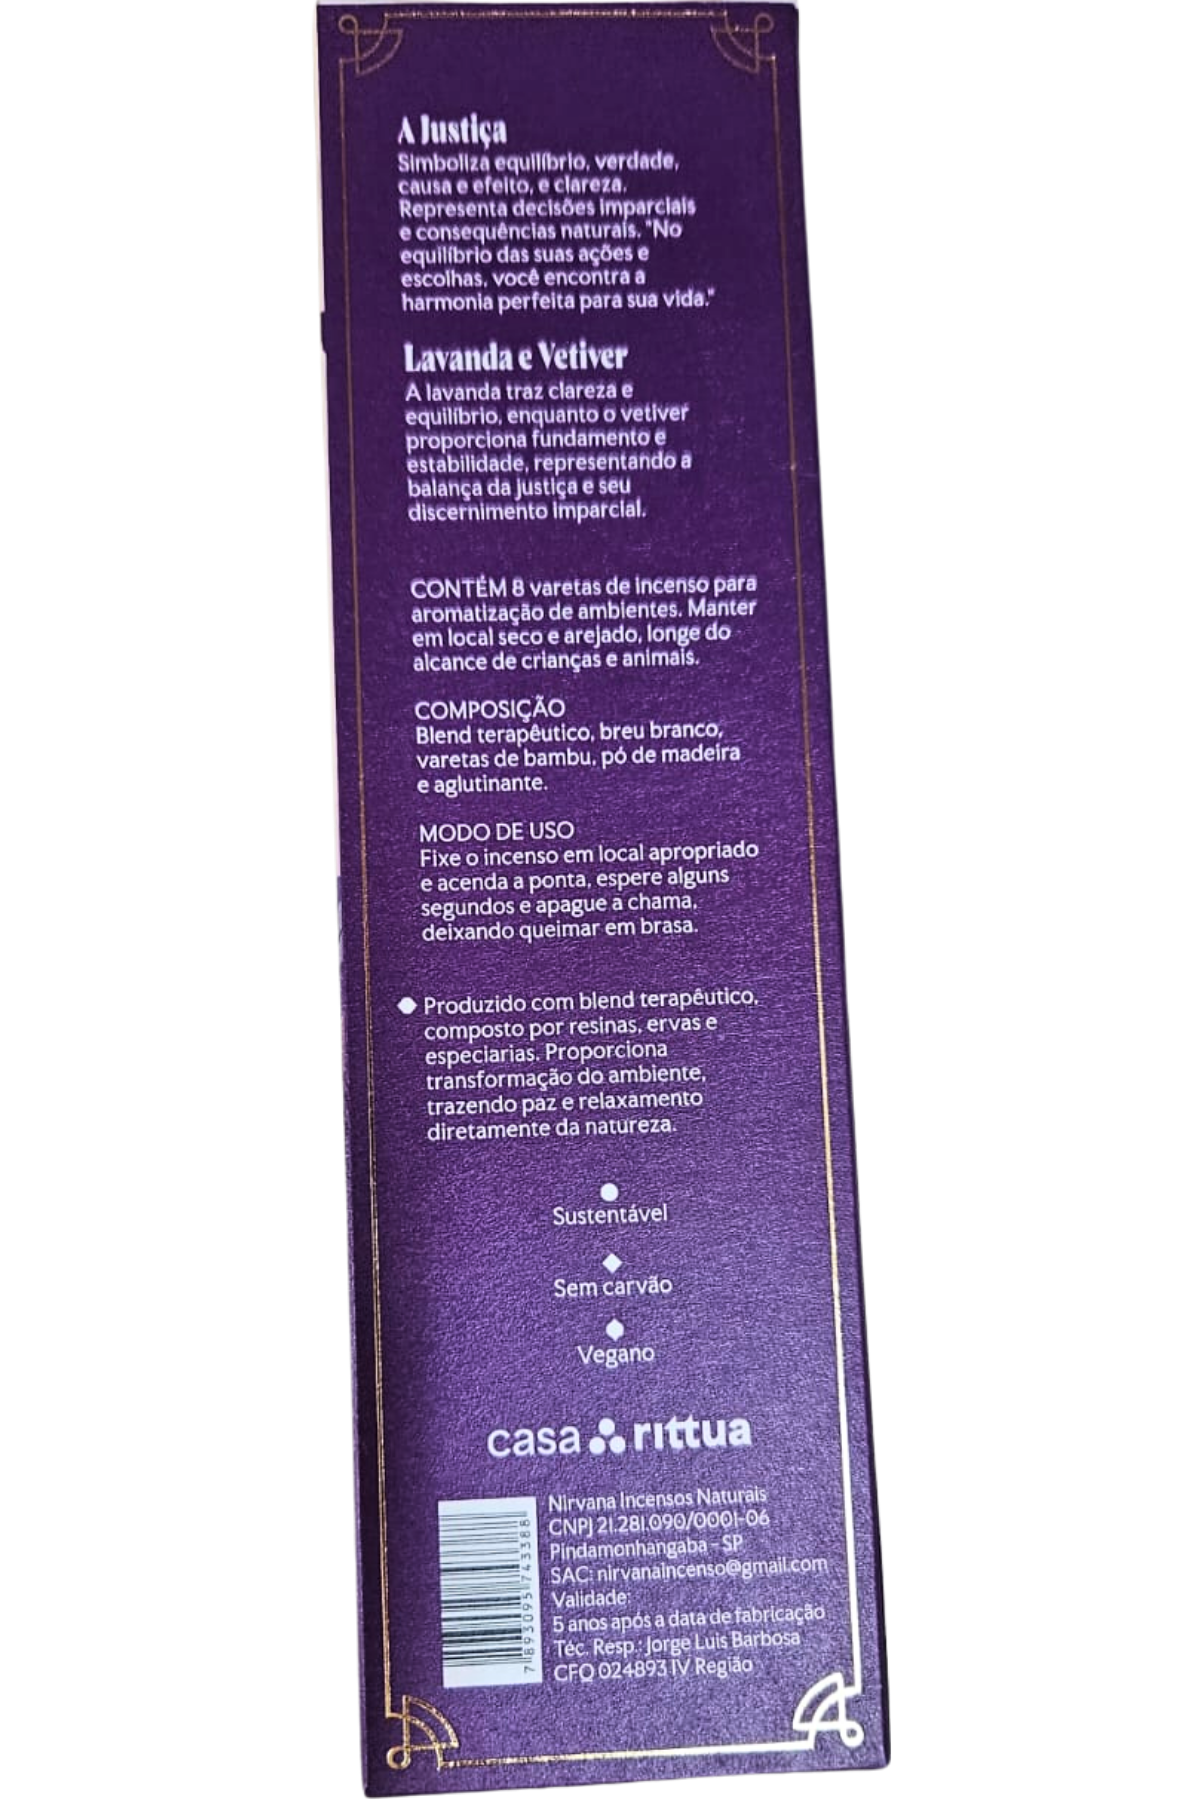 A Justiça
Simboliza equilíbrio, verdade,
causa e efeito, e clareza.
Representa decisões imparciais
e consequências naturais. "No
equilíbrio das suas ações e
escolhas, você encontra a
harmonia perfeita para sua vida."
Lavanda e Vetiver
A lavanda traz clareza e
equilíbrio, enquanto o vetiver
proporciona fundamento e
estabilidade, representando a
balança da justiça e seu
discernimento imparcial.
CONTÉM 8 varetas de incenso para
aromatização de ambientes. Manter
em local seco e arejado, longe do
alcance de crianças e animais.
COMPOSIÇÃO
Blend terapêutico, breu branco,
varetas de bambu, pó de madeira
e aglutinante.
MODO DE USO
Fixe o incenso em local apropriado
e acenda a ponta, espere alguns
segundos e apague a chama,
deixando queimar em brasa.
Produzido com blend terapêutico,
composto por resinas, ervas e
especiarias. Proporciona
transformação do ambiente,
trazendo paz e relaxamento
diretamente da natureza.
Sustentável
Sem carvão
Vegano
casa rittua
Nirvana Incensos Naturais
CNPJ 21.281.090/0001-06
Pindamonhangaba - SP
SAC: nirvanaincenso@gmail.com
Validade:
5 anos após a data de fabricação
Téc. Resp.: Jorge Luis Barbosa
CFQ 024893 IV Região
7 893095 743388